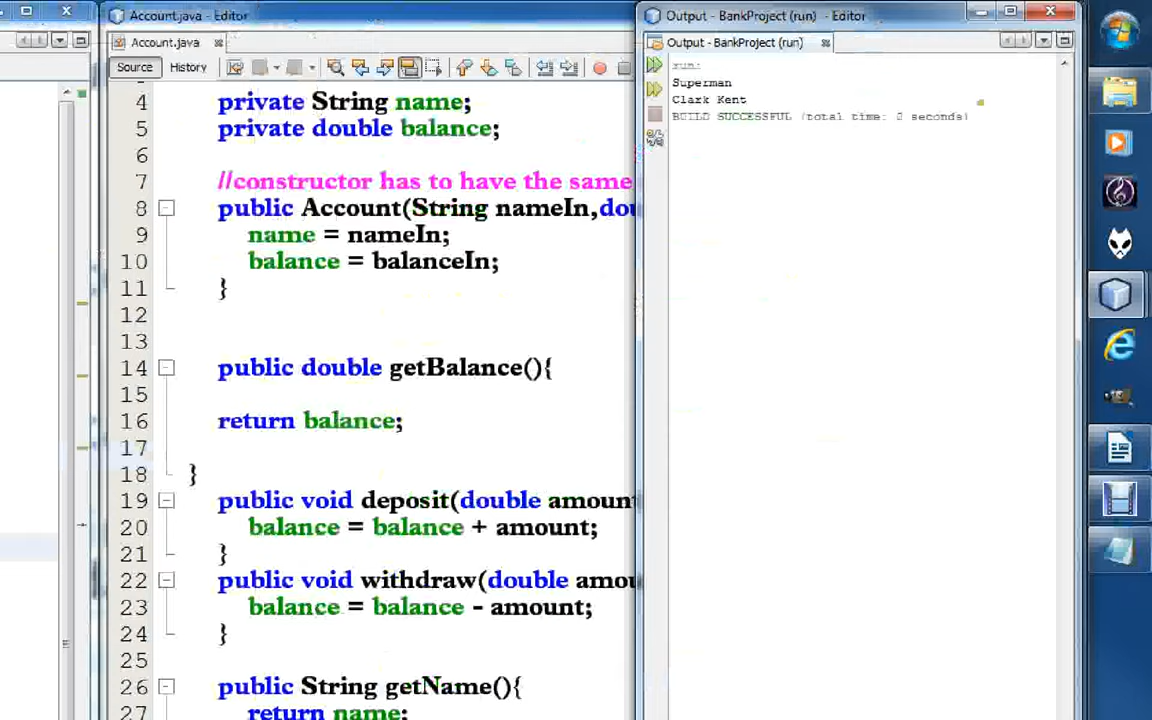 Account.java - Editor
Account.java
Source History
4 private String name;
5 private double balance;
6
7 //constructor has to have the same
8 public Account(String nameIn,dou
9 name = nameIn;
10 balance = balanceIn;
11 }
12
13
14 public double getBalance(){
15
16 return balance;
17
18 }
19 public void deposit(double amount
20 balance = balance + amount;
21 }
22 public void withdraw(double amou
23 balance = balance - amount;
24 }
25
26 public String getName(){
27 return name;
Output - BankProject (run) - Editor
Output - BankProject (run)
run:
Superman
Clark Kent
BUILD SUCCESSFUL (total time: 2 seconds)